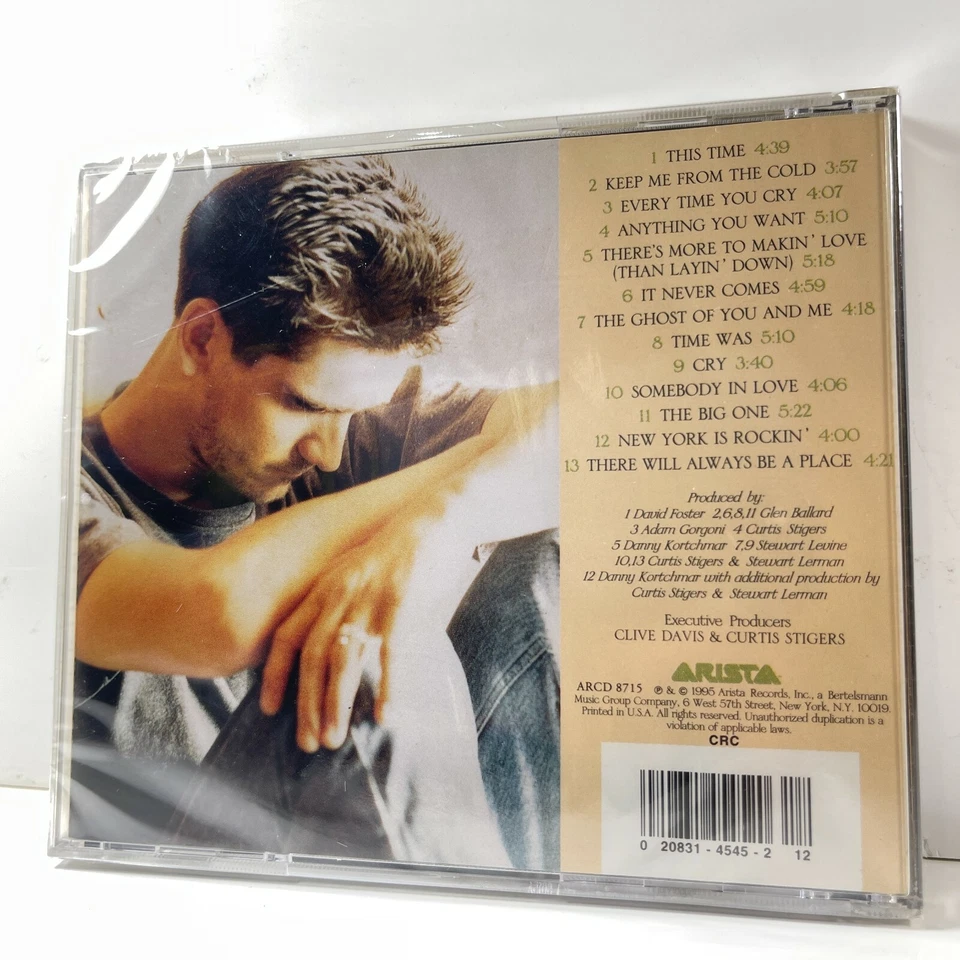 1 THIS TIME 4:39
2 KEEP ME FROM THE COLD 3:57
3 EVERY TIME YOU CRY 4:07
4 ANYTHING YOU WANT 5:10
5 THERE'S MORE TO MAKIN' LOVE
(THAN LAYIN' DOWN) 5:18
6 IT NEVER COMES 4:59
7 THE GHOST OF YOU AND ME 4:18
8 TIME WAS 5:10
9 CRY 3:40
10 SOMEBODY IN LOVE 4:06
11 THE BIG ONE 5:22
12 NEW YORK IS ROCKIN' 4:00
13 THERE WILL ALWAYS BE A PLACE 4:21
Produced by:
1 David Foster 2,6,8,11 Glen Ballard
3 Adam Gorgoni 4 Curtis Stigers
5 Danny Kortchmar 7,9 Stewart Levine
10,13 Curtis Stigers & Stewart Lerman
12 Danny Kortchmar with additional production by
Curtis Stigers & Stewart Lerman
Executive Producers
CLIVE DAVIS & CURTIS STIGERS
ARISTA
ARCD 8715 ℗ & © 1995 Arista Records, Inc., a Bertelsmann
Music Group Company, 6 West 57th Street, New York, N.Y. 10019.
Printed in U.S.A. All rights reserved. Unauthorized duplication is a
violation of applicable laws.
CRC
0 20831-4545-2 12